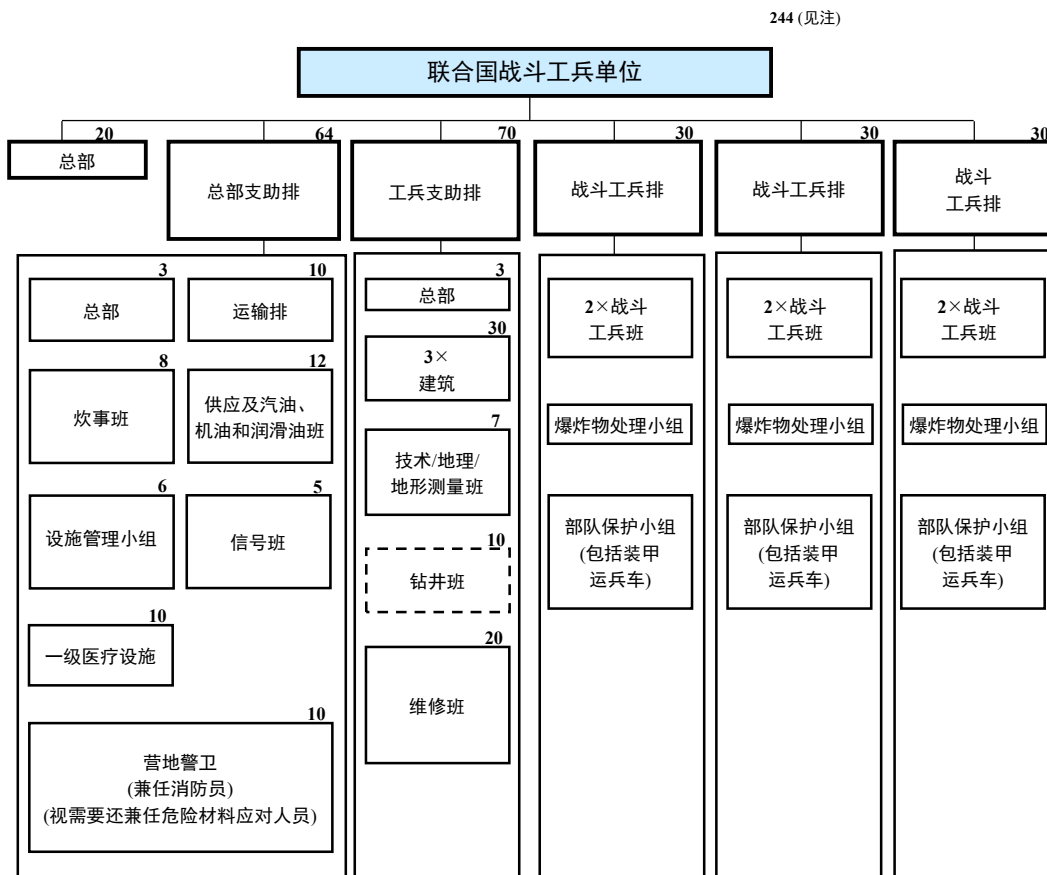 244 (见注)
联合国战斗工兵单位
20
总部
64
总部支助排
70
工兵支助排
30
战斗工兵排
30
战斗工兵排
30
战斗
工兵排
3
总部
10
运输排
8
炊事班
12
供应及汽油、
机油和润滑油班
6
设施管理小组
5
信号班
10
一级医疗设施
10
营地警卫
(兼任消防员)
(视需要还兼任危险材料应对人员)
3
总部
30
3×
建筑
7
技术/地理/
地形测量班
10
钻井班
20
维修班
2×战斗
工兵班
爆炸物处理小组
部队保护小组
(包括装甲
运兵车)
2×战斗
工兵班
爆炸物处理小组
部队保护小组
(包括装甲
运兵车)
2×战斗
工兵班
爆炸物处理小组
部队保护小组
(包括装甲
运兵车)